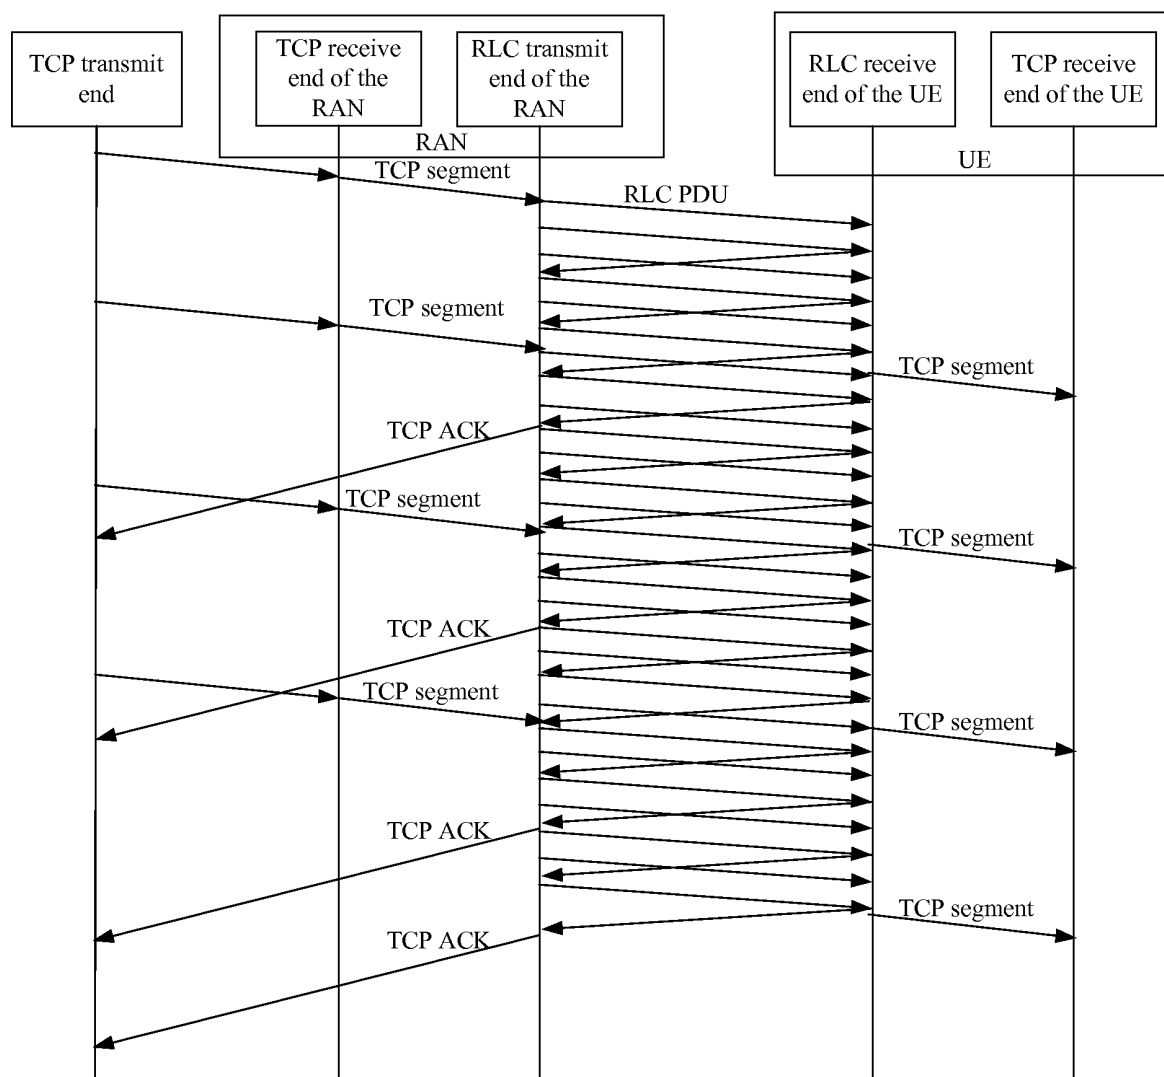 TCP transmit
end
TCP receive
end of the
RAN
RLC transmit
end of the
RAN
RAN
RLC receive
end of the UE
TCP receive
end of the UE
UE
TCP segment
RLC PDU
TCP segment
TCP segment
TCP ACK
TCP segment
TCP segment
TCP ACK
TCP segment
TCP segment
TCP ACK
TCP segment
TCP ACK